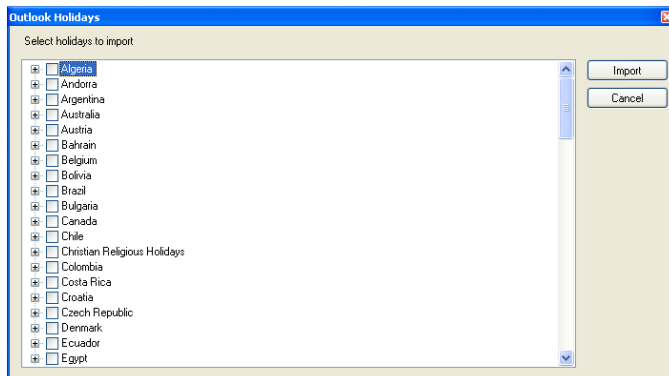 Outlook Holidays
Select holidays to import
Algeria
Andorra
Argentina
Australia
Austria
Bahrain
Belgium
Bolivia
Brazil
Bulgaria
Canada
Chile
Christian Religious Holidays
Colombia
Costa Rica
Croatia
Czech Republic
Denmark
Ecuador
Egypt
Import
Cancel